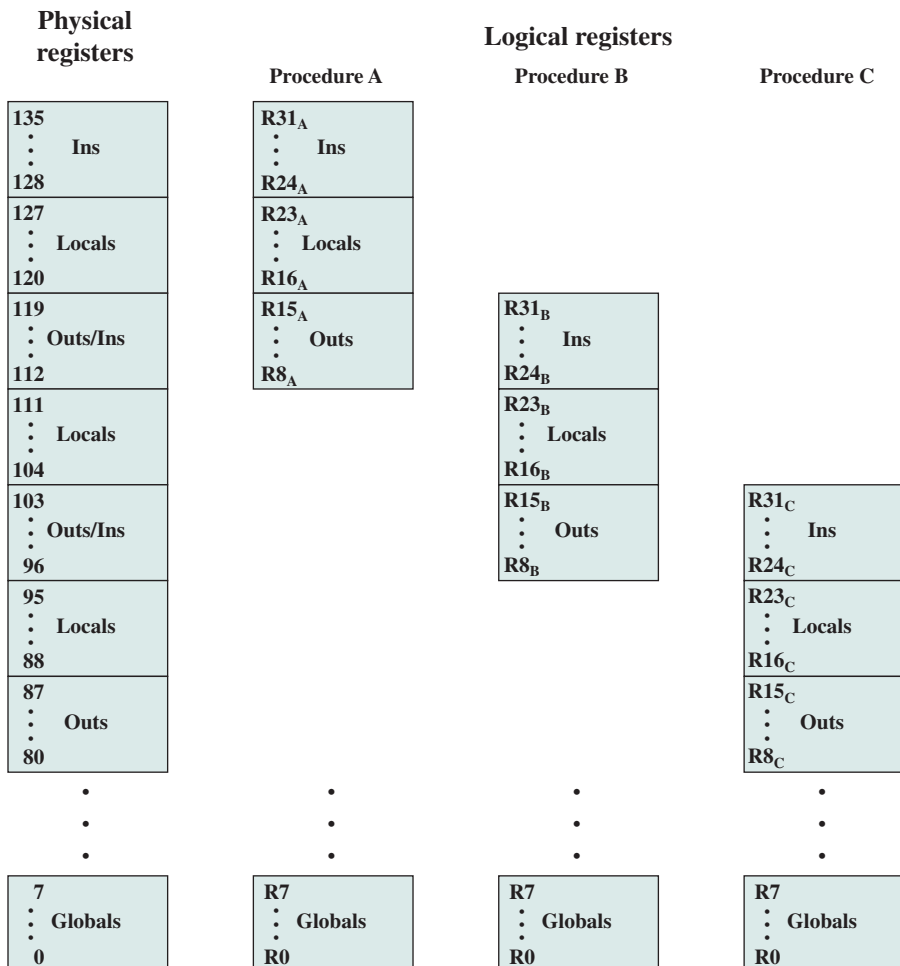 Physical
registers
Logical registers
Procedure A
Procedure B
Procedure C
135
Ins
128
127
Locals
120
119
Outs/Ins
112
111
Locals
104
103
Outs/Ins
96
95
Locals
88
87
Outs
80
7
Globals
0
R31A
Ins
R24A
R23A
Locals
R16A
R15A
Outs
R8A
R7
Globals
R0
R31B
Ins
R24B
R23B
Locals
R16B
R15B
Outs
R8B
R7
Globals
R0
R31C
Ins
R24C
R23C
Locals
R16C
R15C
Outs
R8C
R7
Globals
R0